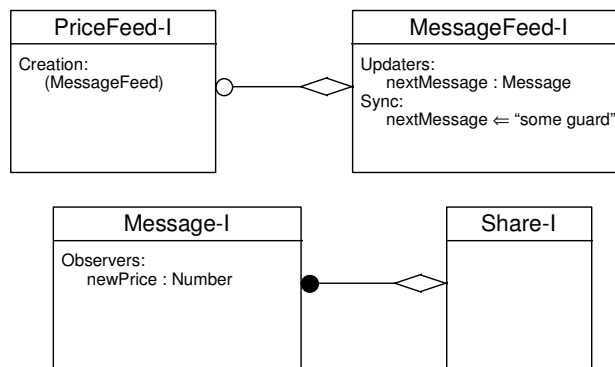 PriceFeed-I
Creation:
(MessageFeed)
MessageFeed-I
Updaters:
nextMessage : Message
Sync:
nextMessage ⇐ “some guard”
Message-I
Observers:
newPrice : Number
Share-I